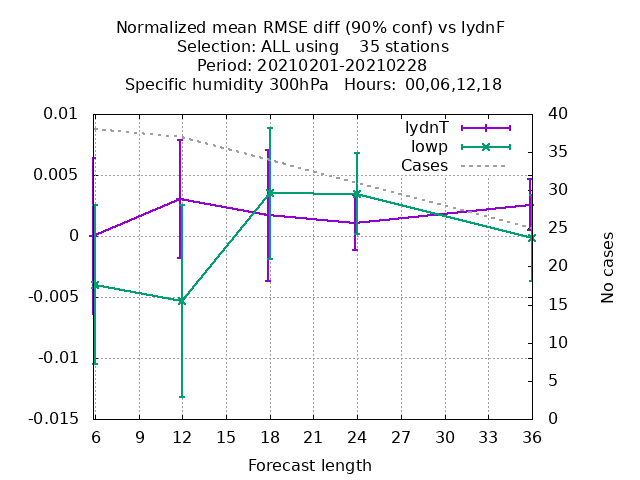 Normalized mean RMSE diff (90% conf) vs lydnF
Selection: ALL using    35 stations
Period: 20210201-20210228
Specific humidity 300hPa   Hours:  00,06,12,18
lydnT
lowp
Cases
0.01
0.005
0
-0.005
-0.01
-0.015
40
35
30
25
20
15
10
5
0
No cases
6 9 12 15 18 21 24 27 30 33 36
Forecast length